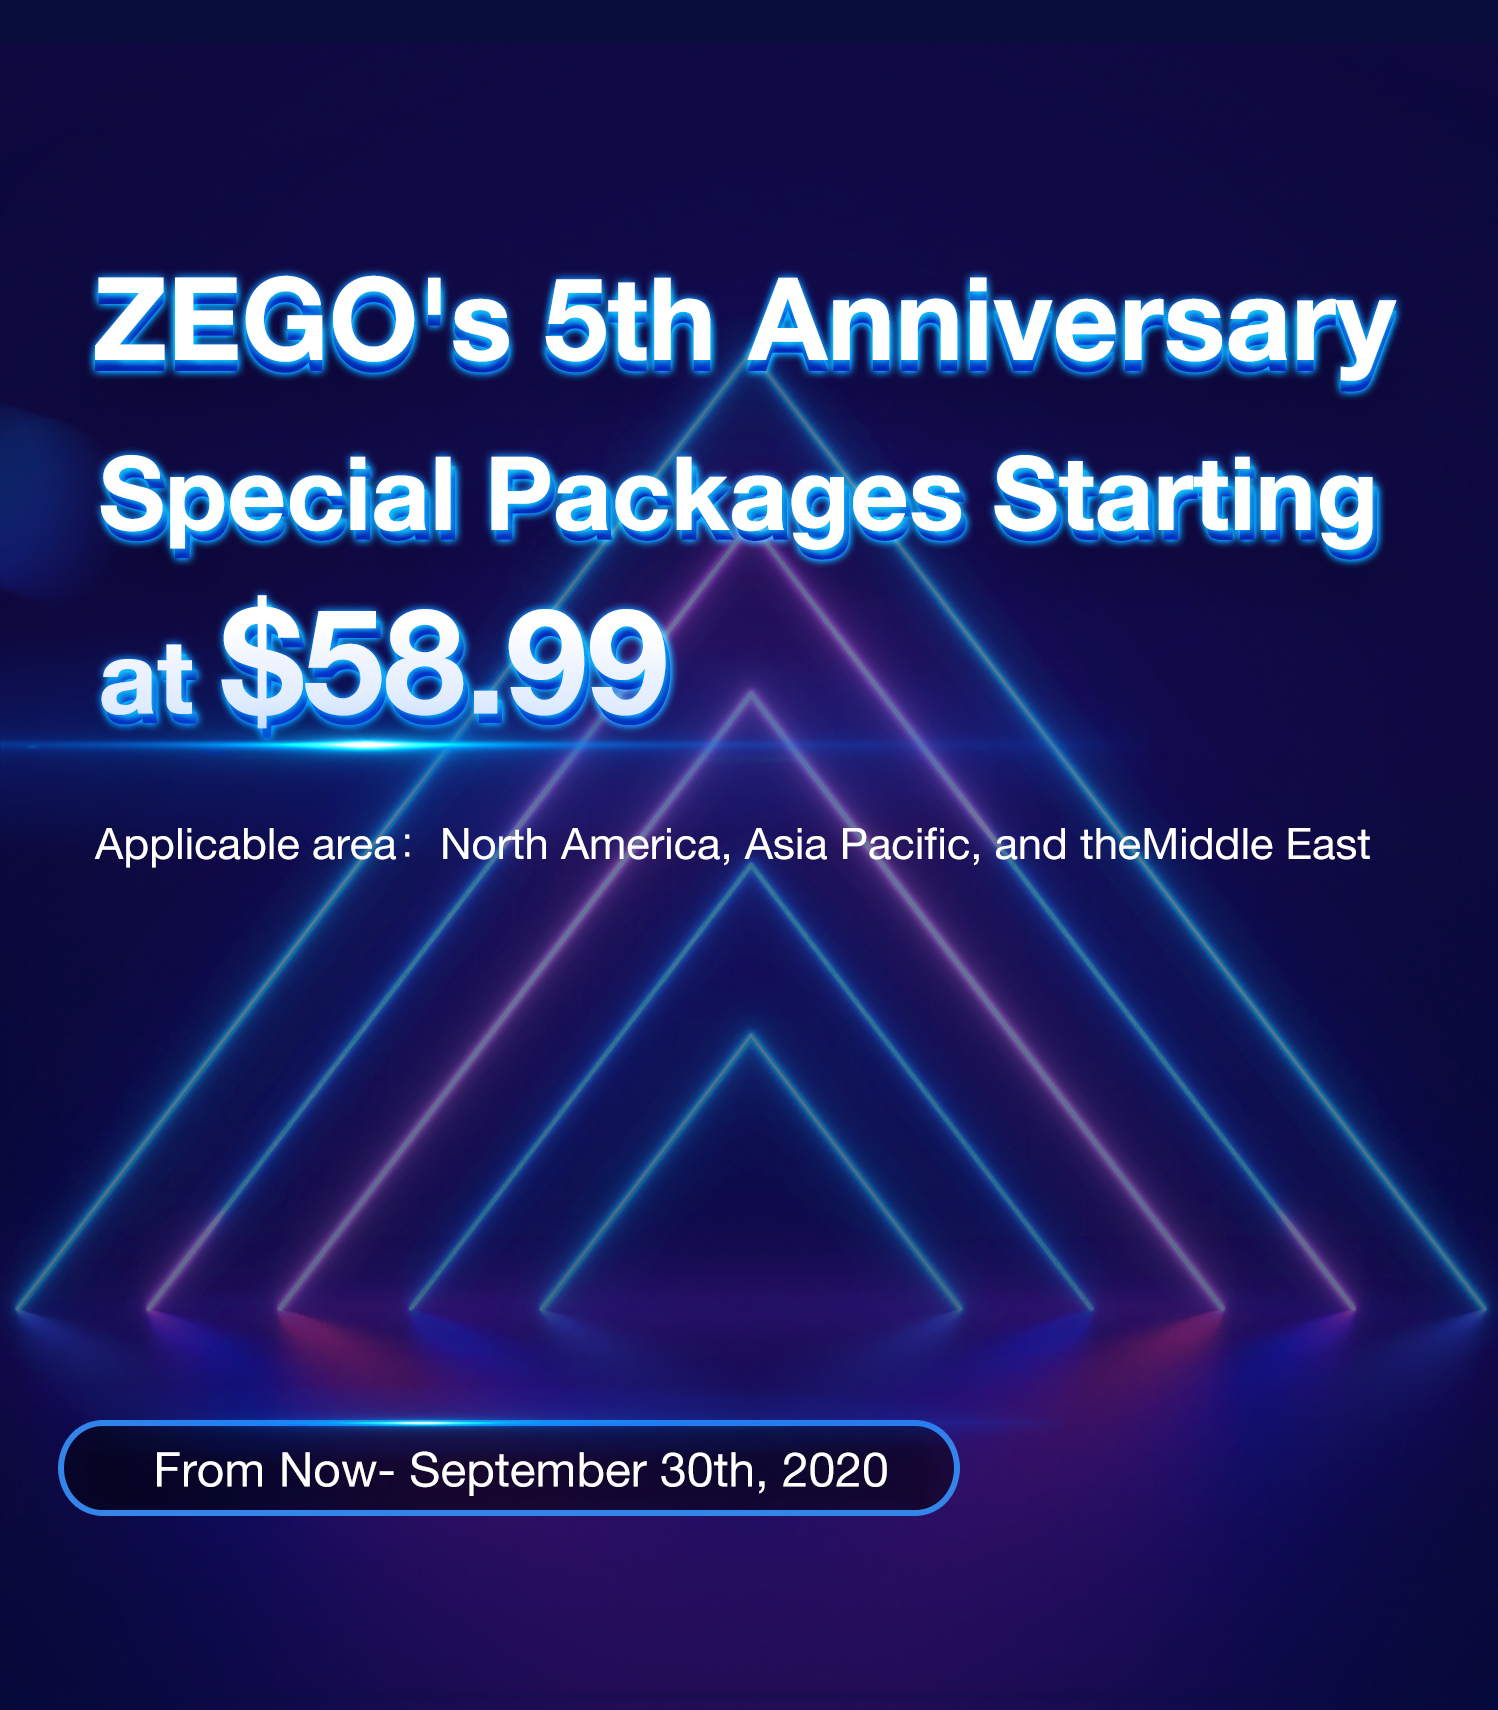 ZEGO's 5th Anniversary
Special Packages Starting
at $58.99
Applicable area：North America, Asia Pacific, and theMiddle East
From Now- September 30th, 2020